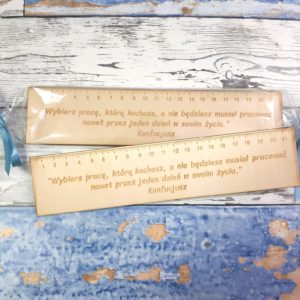 4 5 6 7 8 9 10 11 12 13 14 15 16 17 18 19 20 21
Wybierz pracę, którą kochasz, a nie będziesz musiał pracować
nawet przez jeden dzień w swoim życiu."
Konfucjusz
1 2 3 4 5 6 7 8 9 10 11 12 13 14 15 16 17 18 19 20 21
"Wybierz pracę, którą kochasz, a nie będziesz musiał pracować
nawet przez jeden dzień w swoim życiu."
Konfucjusz